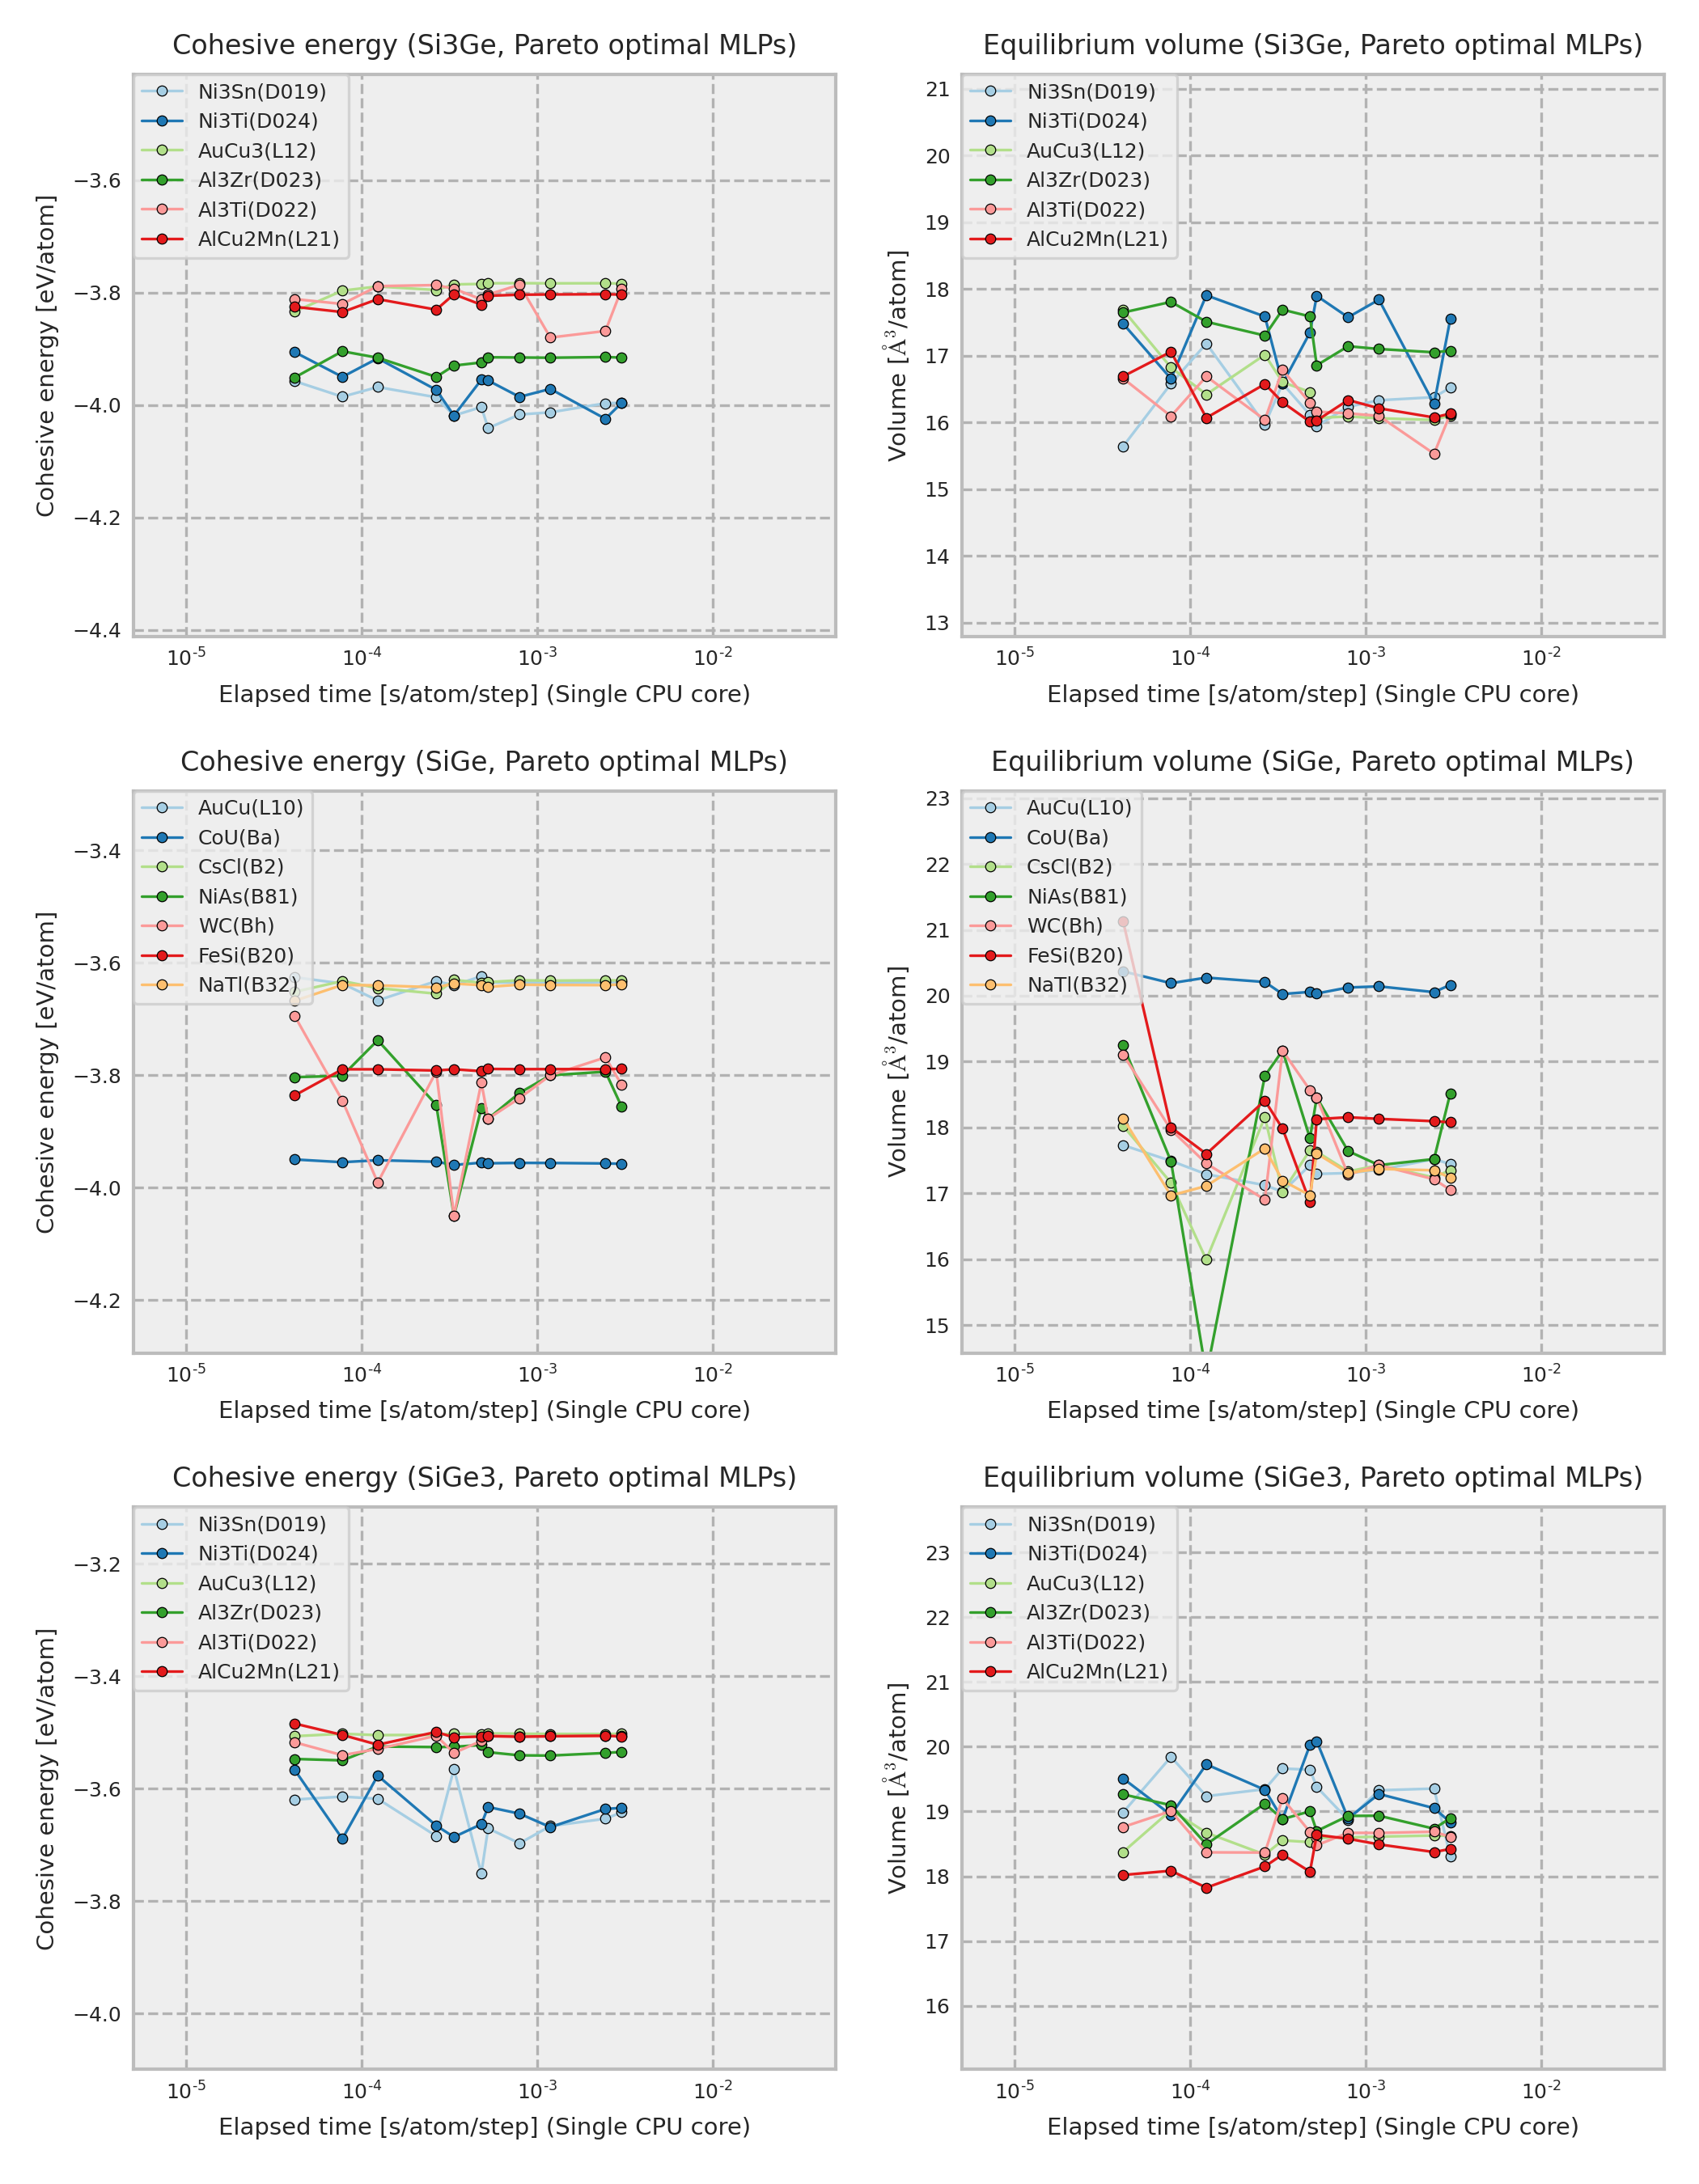 Cohesive energy (Si3Ge, Pareto optimal MLPs)
Ni3Sn(D019)
Ni3Ti(D024)
AuCu3(L12)
Al3Zr(D023)
Al3Ti(D022)
AlCu2Mn(L21)
−3.6
−3.8
−4.0
−4.2
−4.4
Cohesive energy [eV/atom]
10⁻⁵ 10⁻⁴ 10⁻³ 10⁻²
Elapsed time [s/atom/step] (Single CPU core)
Equilibrium volume (Si3Ge, Pareto optimal MLPs)
Ni3Sn(D019)
Ni3Ti(D024)
AuCu3(L12)
Al3Zr(D023)
Al3Ti(D022)
AlCu2Mn(L21)
21
20
19
18
17
16
15
14
13
Volume [Å³/atom]
10⁻⁵ 10⁻⁴ 10⁻³ 10⁻²
Elapsed time [s/atom/step] (Single CPU core)
Cohesive energy (SiGe, Pareto optimal MLPs)
AuCu(L10)
CoU(Ba)
CsCl(B2)
NiAs(B81)
WC(Bh)
FeSi(B20)
NaTl(B32)
−3.4
−3.6
−3.8
−4.0
−4.2
Cohesive energy [eV/atom]
10⁻⁵ 10⁻⁴ 10⁻³ 10⁻²
Elapsed time [s/atom/step] (Single CPU core)
Equilibrium volume (SiGe, Pareto optimal MLPs)
AuCu(L10)
CoU(Ba)
CsCl(B2)
NiAs(B81)
WC(Bh)
FeSi(B20)
NaTl(B32)
23
22
21
20
19
18
17
16
15
Volume [Å³/atom]
10⁻⁵ 10⁻⁴ 10⁻³ 10⁻²
Elapsed time [s/atom/step] (Single CPU core)
Cohesive energy (SiGe3, Pareto optimal MLPs)
Ni3Sn(D019)
Ni3Ti(D024)
AuCu3(L12)
Al3Zr(D023)
Al3Ti(D022)
AlCu2Mn(L21)
−3.2
−3.4
−3.6
−3.8
−4.0
Cohesive energy [eV/atom]
10⁻⁵ 10⁻⁴ 10⁻³ 10⁻²
Elapsed time [s/atom/step] (Single CPU core)
Equilibrium volume (SiGe3, Pareto optimal MLPs)
Ni3Sn(D019)
Ni3Ti(D024)
AuCu3(L12)
Al3Zr(D023)
Al3Ti(D022)
AlCu2Mn(L21)
23
22
21
20
19
18
17
16
Volume [Å³/atom]
10⁻⁵ 10⁻⁴ 10⁻³ 10⁻²
Elapsed time [s/atom/step] (Single CPU core)